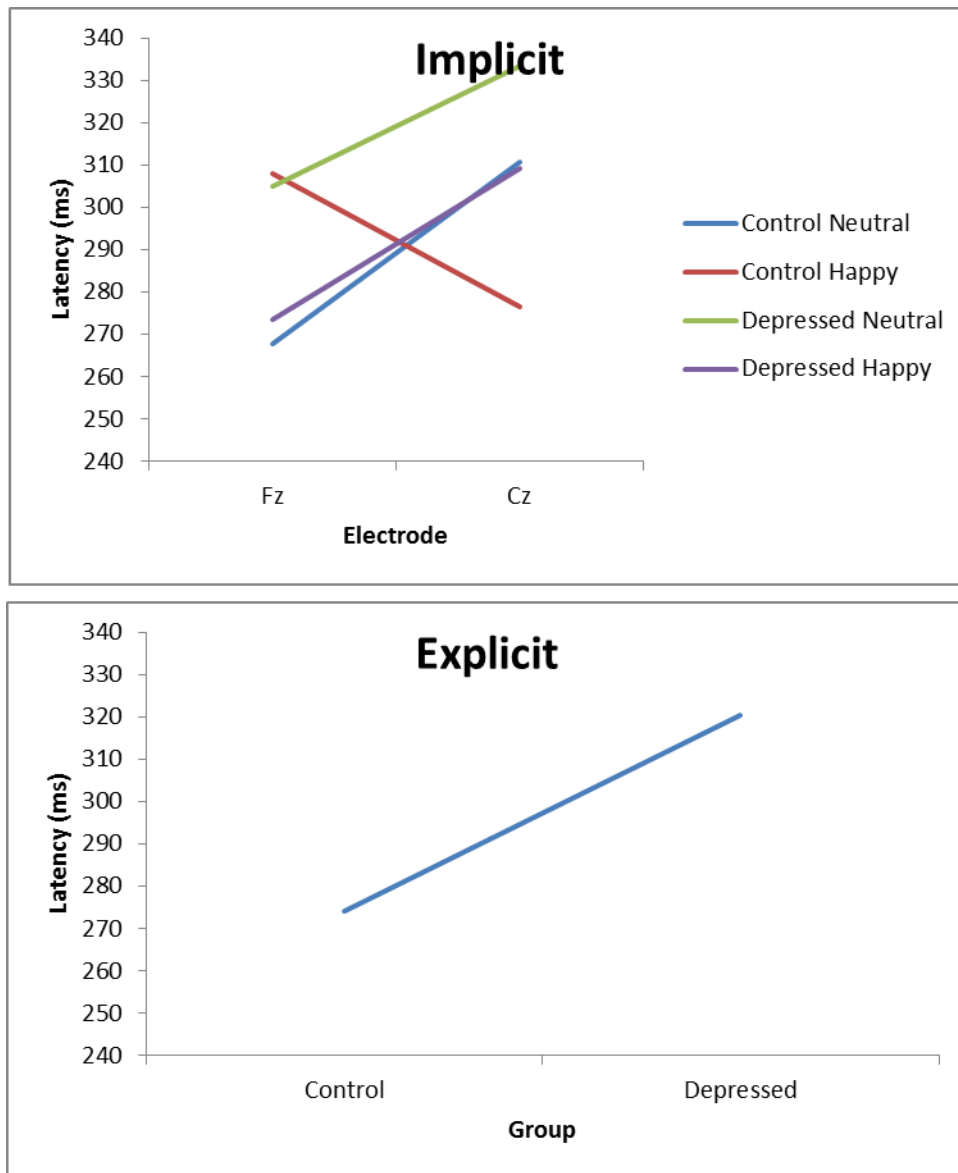 Implicit
340
330
320
310
300
290
280
270
260
250
240
Latency (ms)
Fz Cz
Electrode
Control Neutral
Control Happy
Depressed Neutral
Depressed Happy
Explicit
340
330
320
310
300
290
280
270
260
250
240
Latency (ms)
Control Depressed
Group